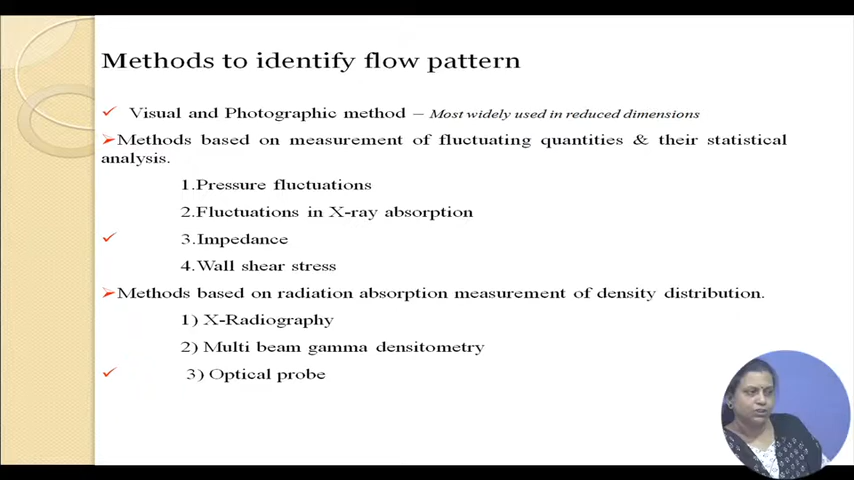 Methods to identify flow pattern
✓ Visual and Photographic method – Most widely used in reduced dimensions
➢Methods based on measurement of fluctuating quantities & their statistical
analysis.
1.Pressure fluctuations
2.Fluctuations in X-ray absorption
✓ 3.Impedance
4.Wall shear stress
➢Methods based on radiation absorption measurement of density distribution.
1) X-Radiography
2) Multi beam gamma densitometry
✓ 3) Optical probe